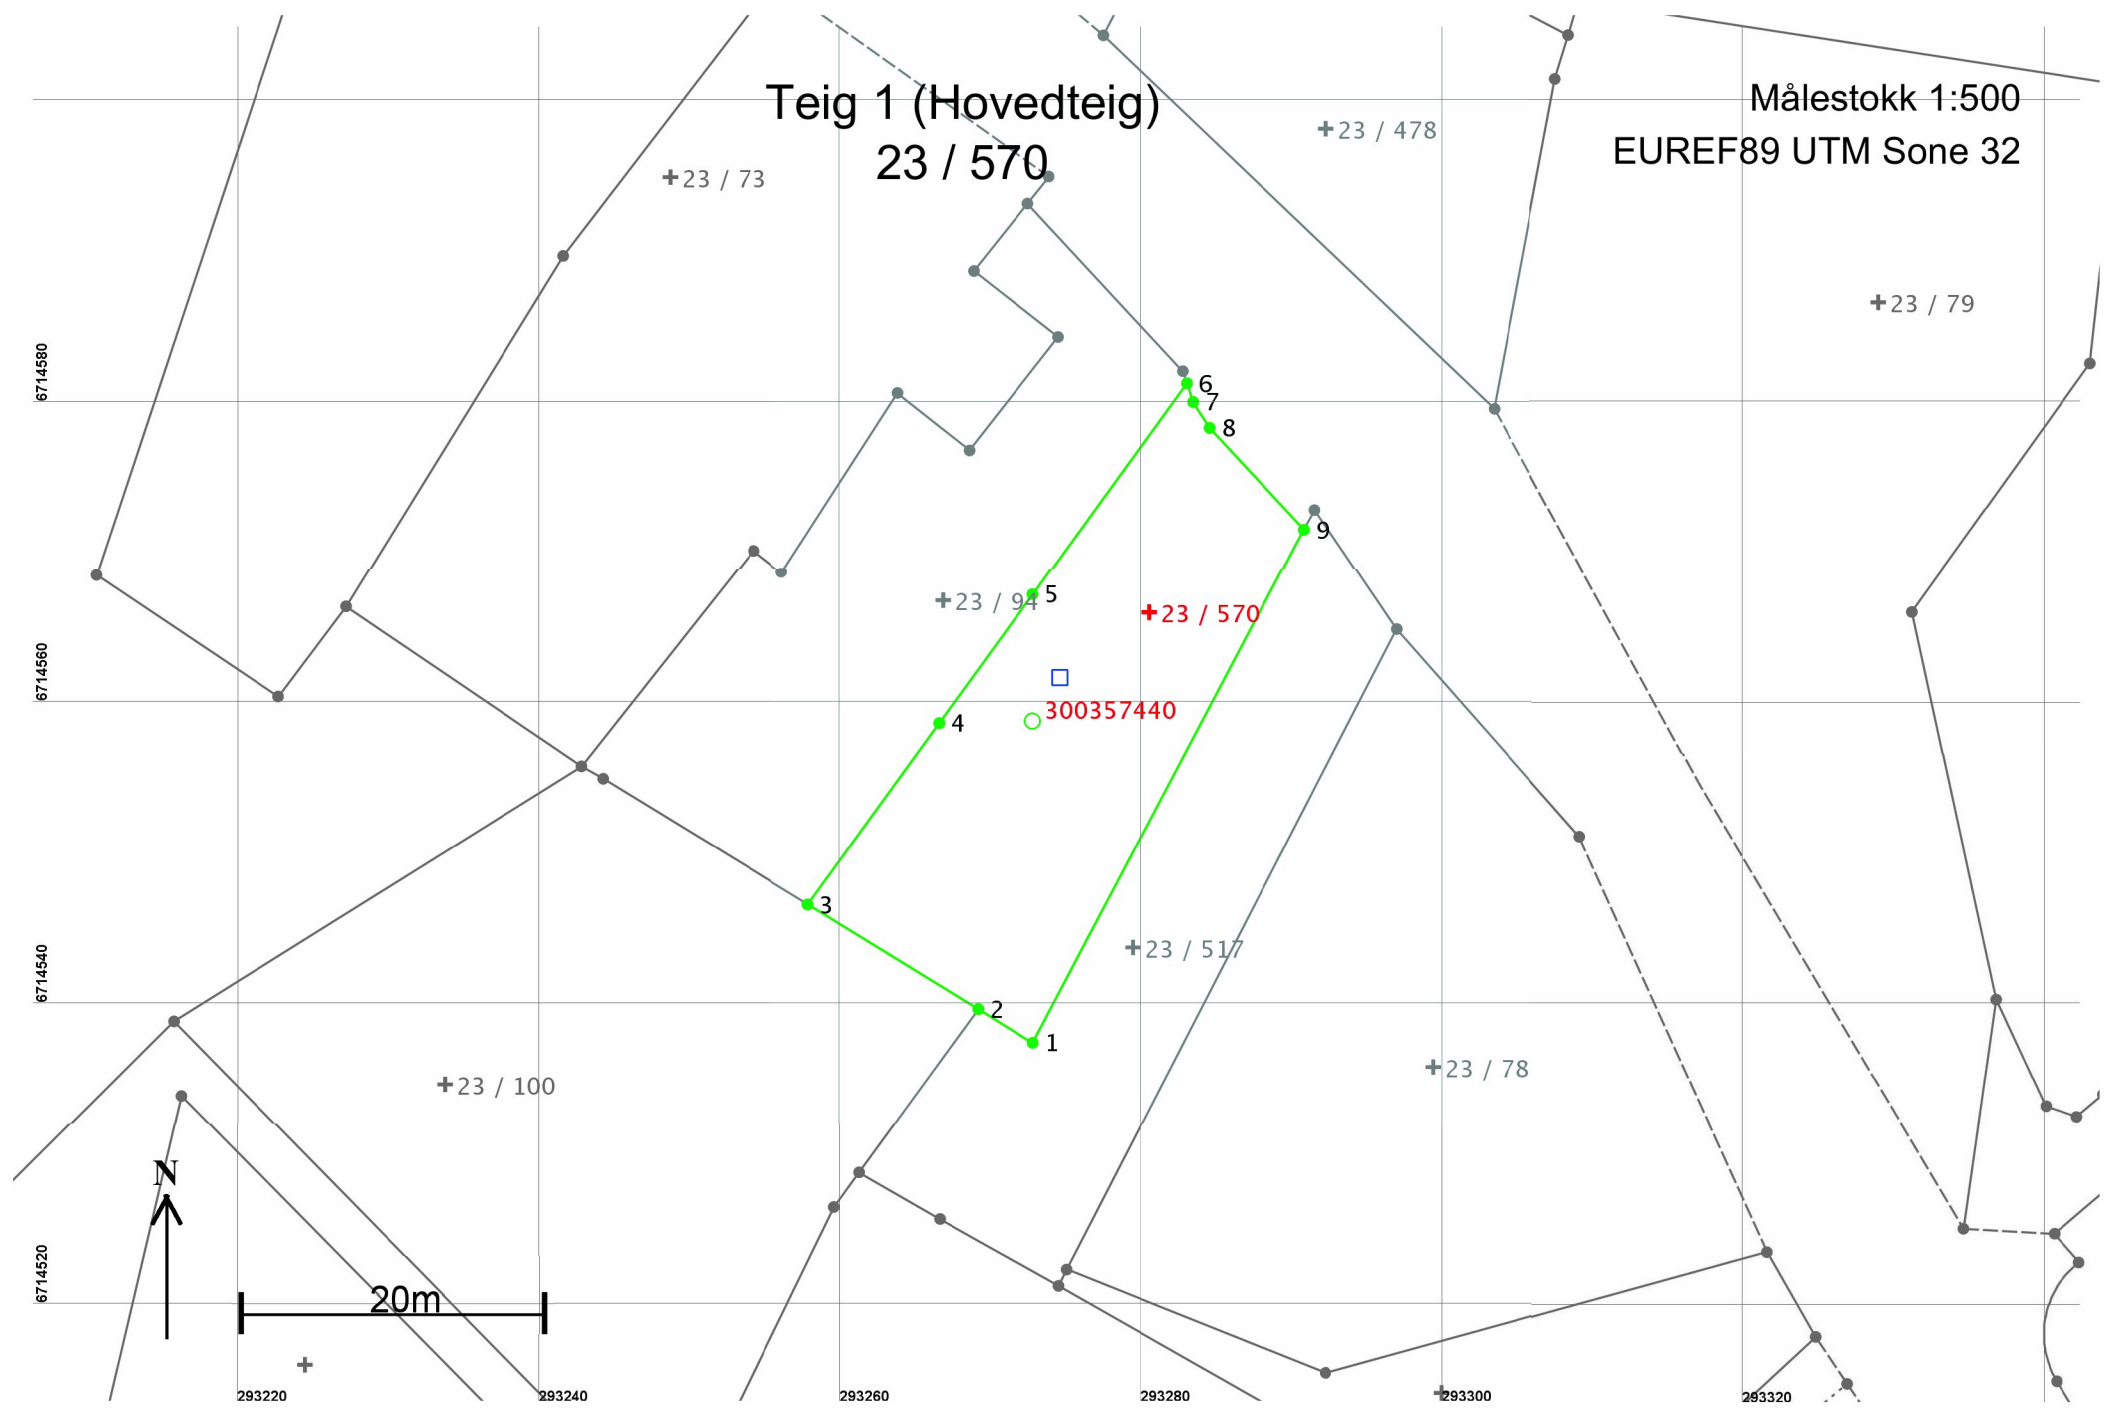 Teig 1 (Hovedteig)
23 / 570
Målestokk 1:500
EUREF89 UTM Sone 32
23 / 478
23 / 73
23 / 79
6714580
6
7
8
9
5
23 / 94
23 / 570
6714560
300357440
4
3
23 / 517
6714540
2
1
23 / 78
23 / 100
N
6714520
20m
293220
293240
293260
293280
293300
293320